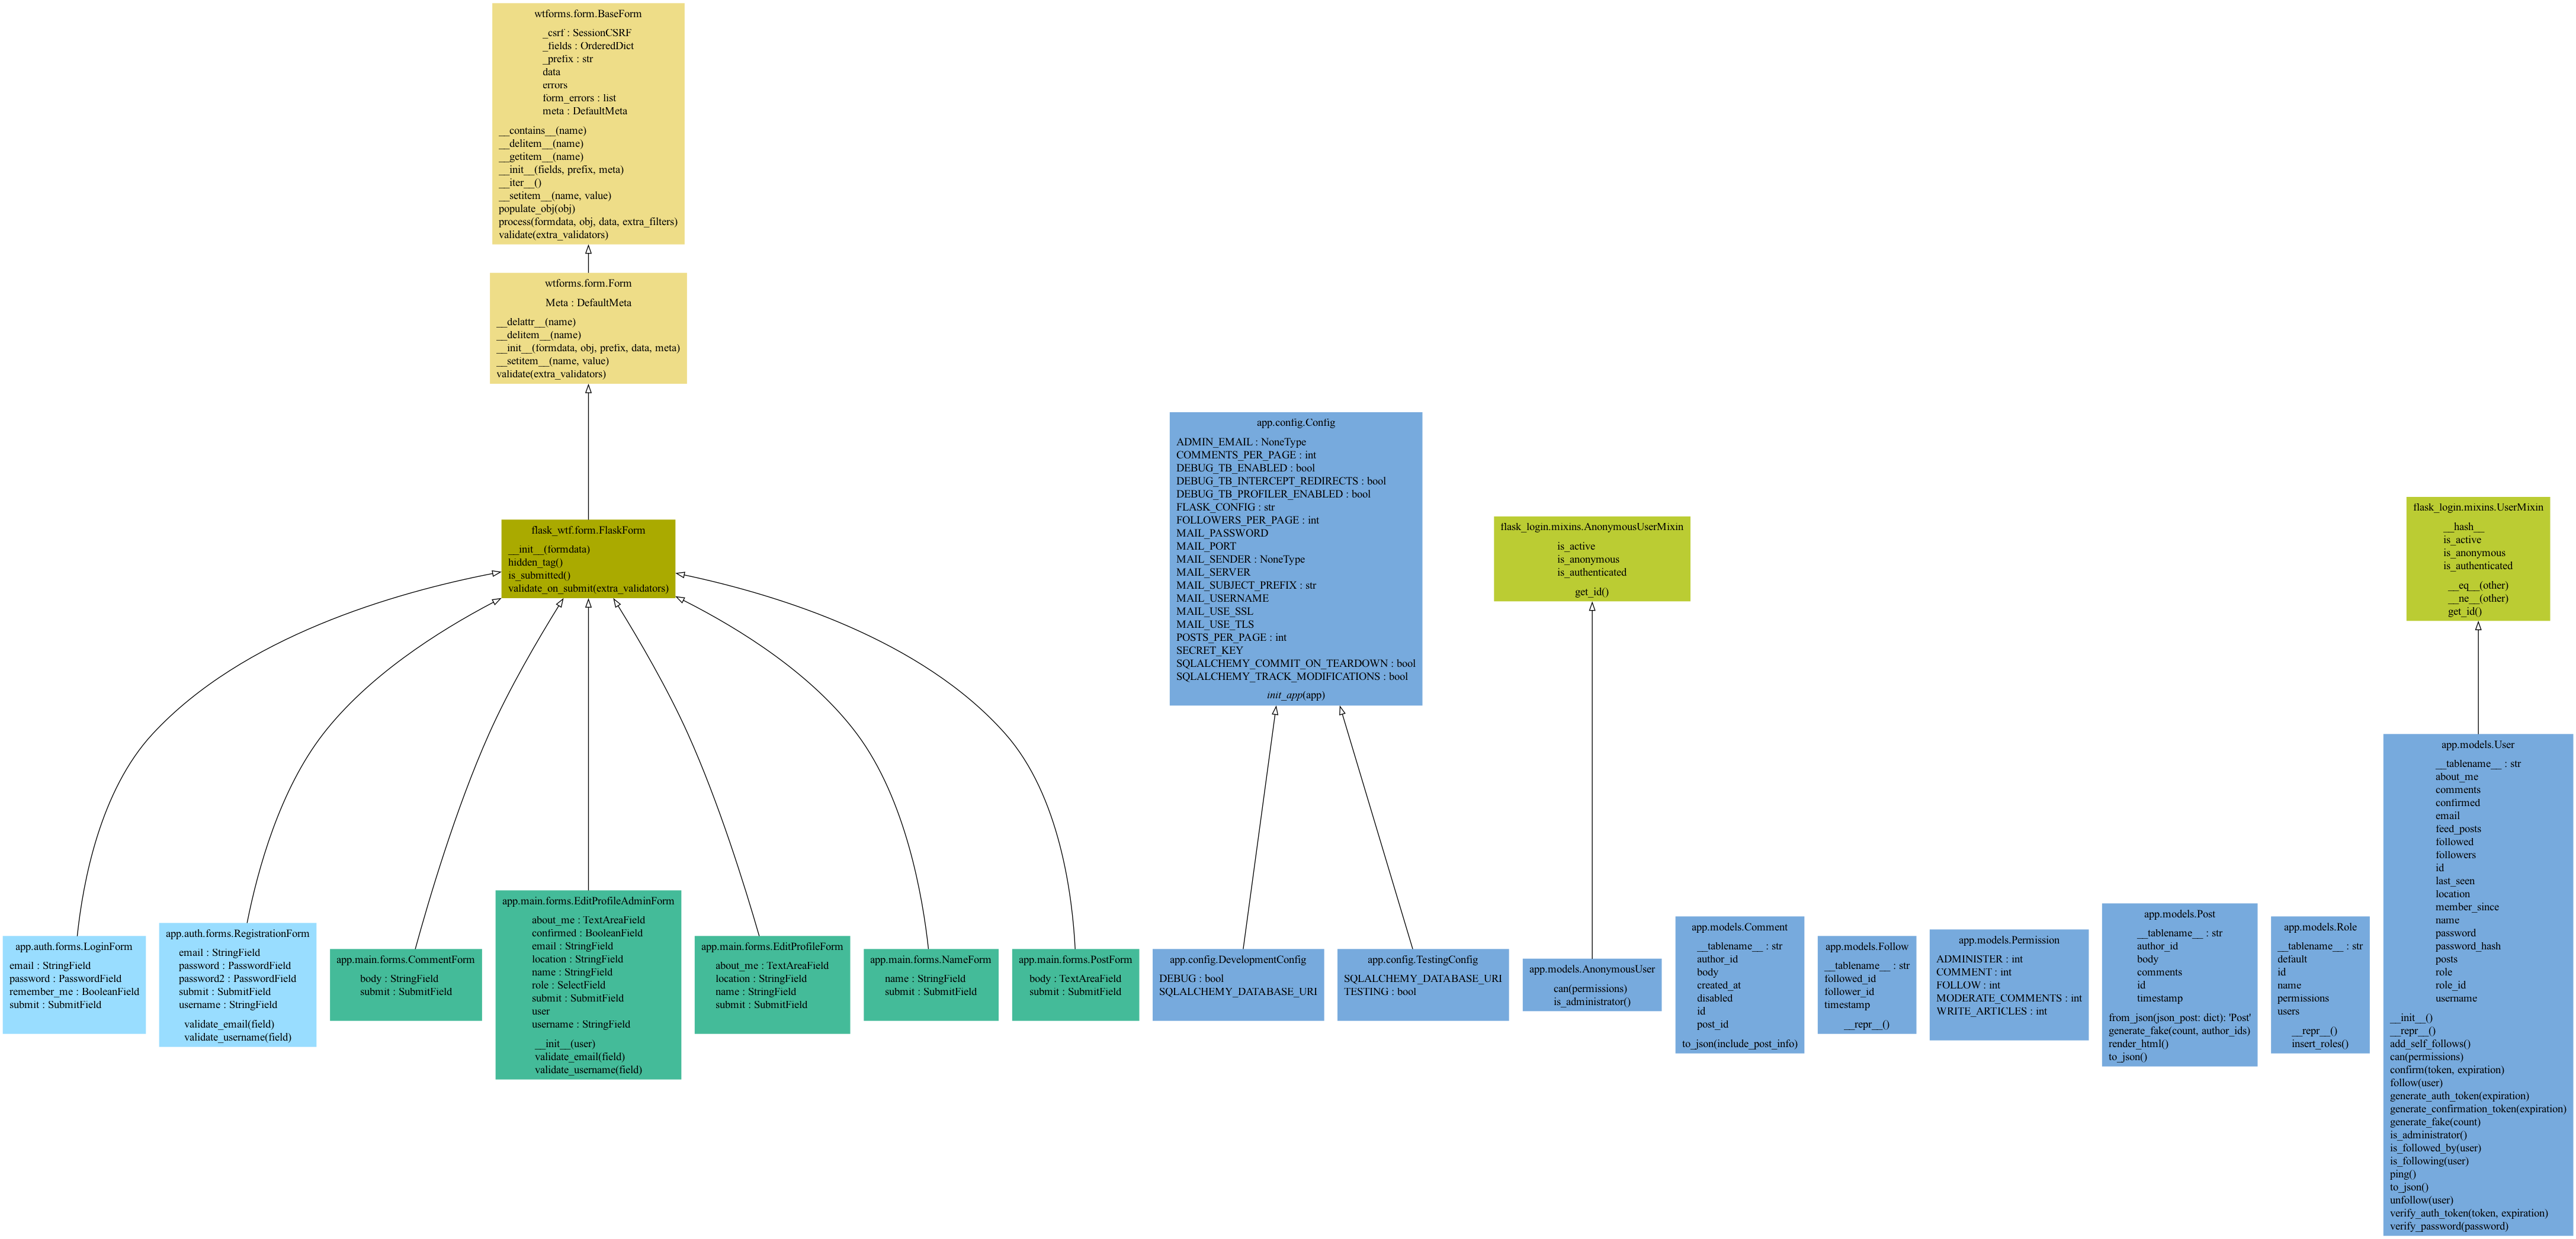 wtforms.form.BaseForm
_csrf : SessionCSRF
_fields : OrderedDict
_prefix : str
data
errors
form_errors : list
meta : DefaultMeta
__contains__(name)
__delitem__(name)
__getitem__(name)
__init__(fields, prefix, meta)
__iter__()
__setitem__(name, value)
populate_obj(obj)
process(formdata, obj, data, extra_filters)
validate(extra_validators)
wtforms.form.Form
Meta : DefaultMeta
__delattr__(name)
__delitem__(name)
__init__(formdata, obj, prefix, data, meta)
__setitem__(name, value)
validate(extra_validators)
flask_wtf.form.FlaskForm
__init__(formdata)
hidden_tag()
is_submitted()
validate_on_submit(extra_validators)
app.config.Config
ADMIN_EMAIL : NoneType
COMMENTS_PER_PAGE : int
DEBUG_TB_ENABLED : bool
DEBUG_TB_INTERCEPT_REDIRECTS : bool
DEBUG_TB_PROFILER_ENABLED : bool
FLASK_CONFIG : str
FOLLOWERS_PER_PAGE : int
MAIL_PASSWORD
MAIL_PORT
MAIL_SENDER : NoneType
MAIL_SERVER
MAIL_SUBJECT_PREFIX : str
MAIL_USERNAME
MAIL_USE_SSL
MAIL_USE_TLS
POSTS_PER_PAGE : int
SECRET_KEY
SQLALCHEMY_COMMIT_ON_TEARDOWN : bool
SQLALCHEMY_TRACK_MODIFICATIONS : bool
init_app(app)
flask_login.mixins.AnonymousUserMixin
is_active
is_anonymous
is_authenticated
get_id()
flask_login.mixins.UserMixin
__hash__
is_active
is_anonymous
is_authenticated
__eq__(other)
__ne__(other)
get_id()
app.auth.forms.LoginForm
email : StringField
password : PasswordField
remember_me : BooleanField
submit : SubmitField
app.auth.forms.RegistrationForm
email : StringField
password : PasswordField
password2 : PasswordField
submit : SubmitField
username : StringField
validate_email(field)
validate_username(field)
app.main.forms.CommentForm
body : StringField
submit : SubmitField
app.main.forms.EditProfileAdminForm
about_me : TextAreaField
confirmed : BooleanField
email : StringField
location : StringField
name : StringField
role : SelectField
submit : SubmitField
user
username : StringField
__init__(user)
validate_email(field)
validate_username(field)
app.main.forms.EditProfileForm
about_me : TextAreaField
location : StringField
name : StringField
submit : SubmitField
app.main.forms.NameForm
name : StringField
submit : SubmitField
app.main.forms.PostForm
body : TextAreaField
submit : SubmitField
app.config.DevelopmentConfig
DEBUG : bool
SQLALCHEMY_DATABASE_URI
app.config.TestingConfig
SQLALCHEMY_DATABASE_URI
TESTING : bool
app.models.AnonymousUser
can(permissions)
is_administrator()
app.models.Comment
__tablename__ : str
author_id
body
created_at
disabled
id
post_id
to_json(include_post_info)
app.models.Follow
__tablename__ : str
followed_id
follower_id
timestamp
__repr__()
app.models.Permission
ADMINISTER : int
COMMENT : int
FOLLOW : int
MODERATE_COMMENTS : int
WRITE_ARTICLES : int
app.models.Post
__tablename__ : str
author_id
body
comments
id
timestamp
from_json(json_post: dict): 'Post'
generate_fake(count, author_ids)
render_html()
to_json()
app.models.Role
__tablename__ : str
default
id
name
permissions
users
__repr__()
insert_roles()
app.models.User
__tablename__ : str
about_me
comments
confirmed
email
feed_posts
followed
followers
id
last_seen
location
member_since
name
password
password_hash
posts
role
role_id
username
__init__()
__repr__()
add_self_follows()
can(permissions)
confirm(token, expiration)
follow(user)
generate_auth_token(expiration)
generate_confirmation_token(expiration)
generate_fake(count)
is_administrator()
is_followed_by(user)
is_following(user)
ping()
to_json()
unfollow(user)
verify_auth_token(token, expiration)
verify_password(password)